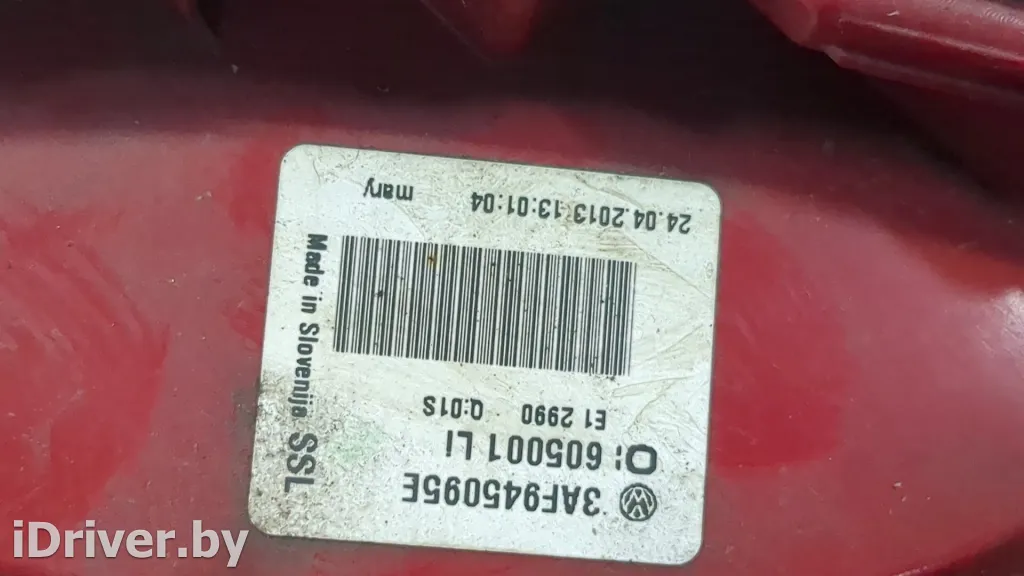 3AF945095E
O: 605001 LI
E1 2990 Q:01S
24.04.2013 13:01:04 mary
Made in Slovenija SSL
iDriver.by